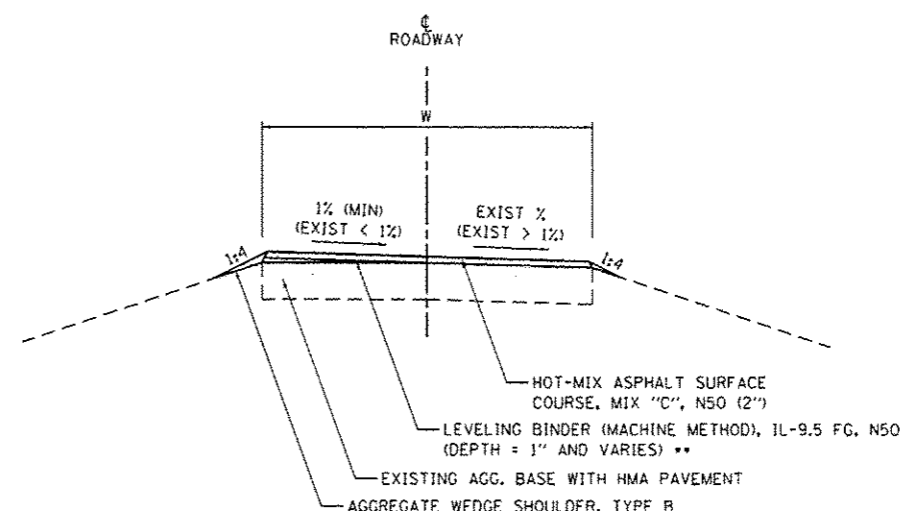 ℄
ROADWAY
W
1% (MIN)
(EXIST < 1%)
EXIST %
(EXIST > 1%)
1:4
1:4
HOT-MIX ASPHALT SURFACE
COURSE, MIX "C", N50 (2")
LEVELING BINDER (MACHINE METHOD), IL-9.5 FG, N50
(DEPTH = 1" AND VARIES) **
EXISTING AGG. BASE WITH HMA PAVEMENT
AGGREGATE WEDGE SHOULDER, TYPE B